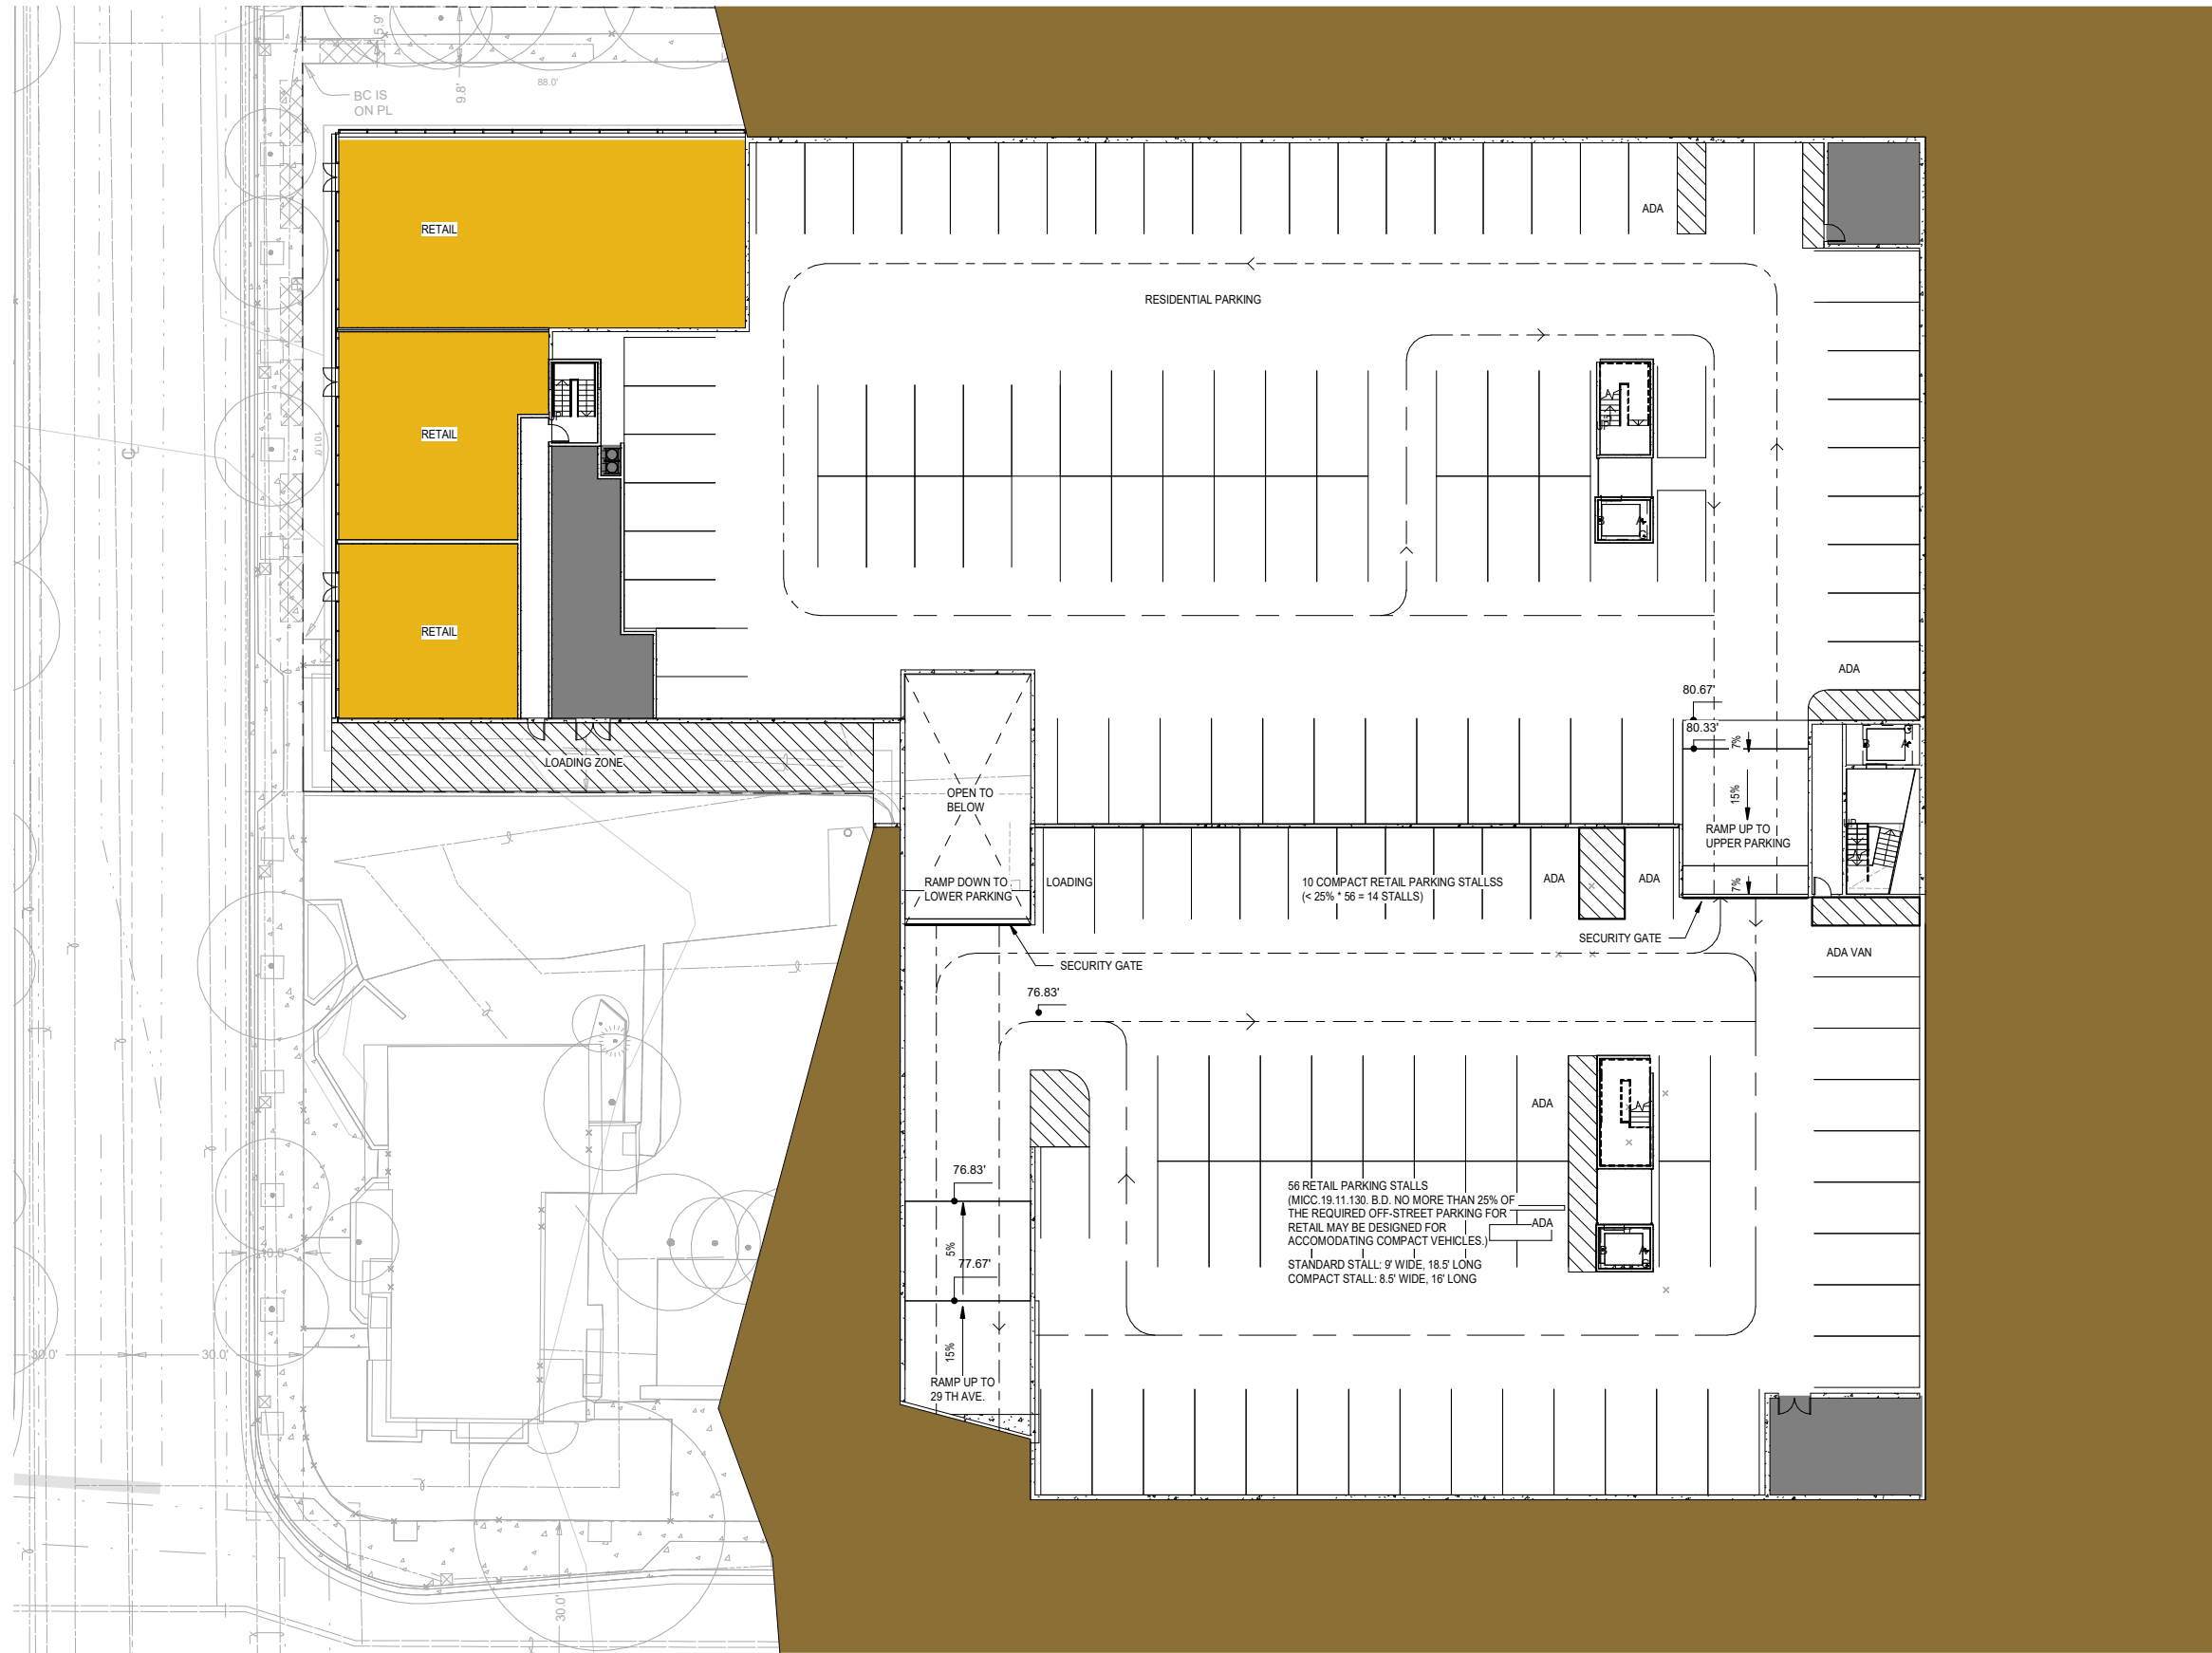 5.9'
9.8'
88.0'
BC IS
ON PL
RETAIL
ADA
RESIDENTIAL PARKING
RETAIL
101.0'
RETAIL
ADA
80.67'
80.33'
7%
LOADING ZONE
OPEN TO
BELOW
15%
RAMP UP TO
UPPER PARKING
RAMP DOWN TO
LOWER PARKING
LOADING
10 COMPACT RETAIL PARKING STALLSS
(< 25% * 56 = 14 STALLS)
ADA
ADA
7%
SECURITY GATE
ADA VAN
SECURITY GATE
76.83'
ADA
76.83'
56 RETAIL PARKING STALLS
(MICC.19.11.130. B.D. NO MORE THAN 25% OF
THE REQUIRED OFF-STREET PARKING FOR
RETAIL MAY BE DESIGNED FOR
ACCOMODATING COMPACT VEHICLES.)
ADA
STANDARD STALL: 9' WIDE, 18.5' LONG
COMPACT STALL: 8.5' WIDE, 16' LONG
5%
77.67'
10.0'
30.0'
30.0'
15%
RAMP UP TO
29 TH AVE.
30.0'